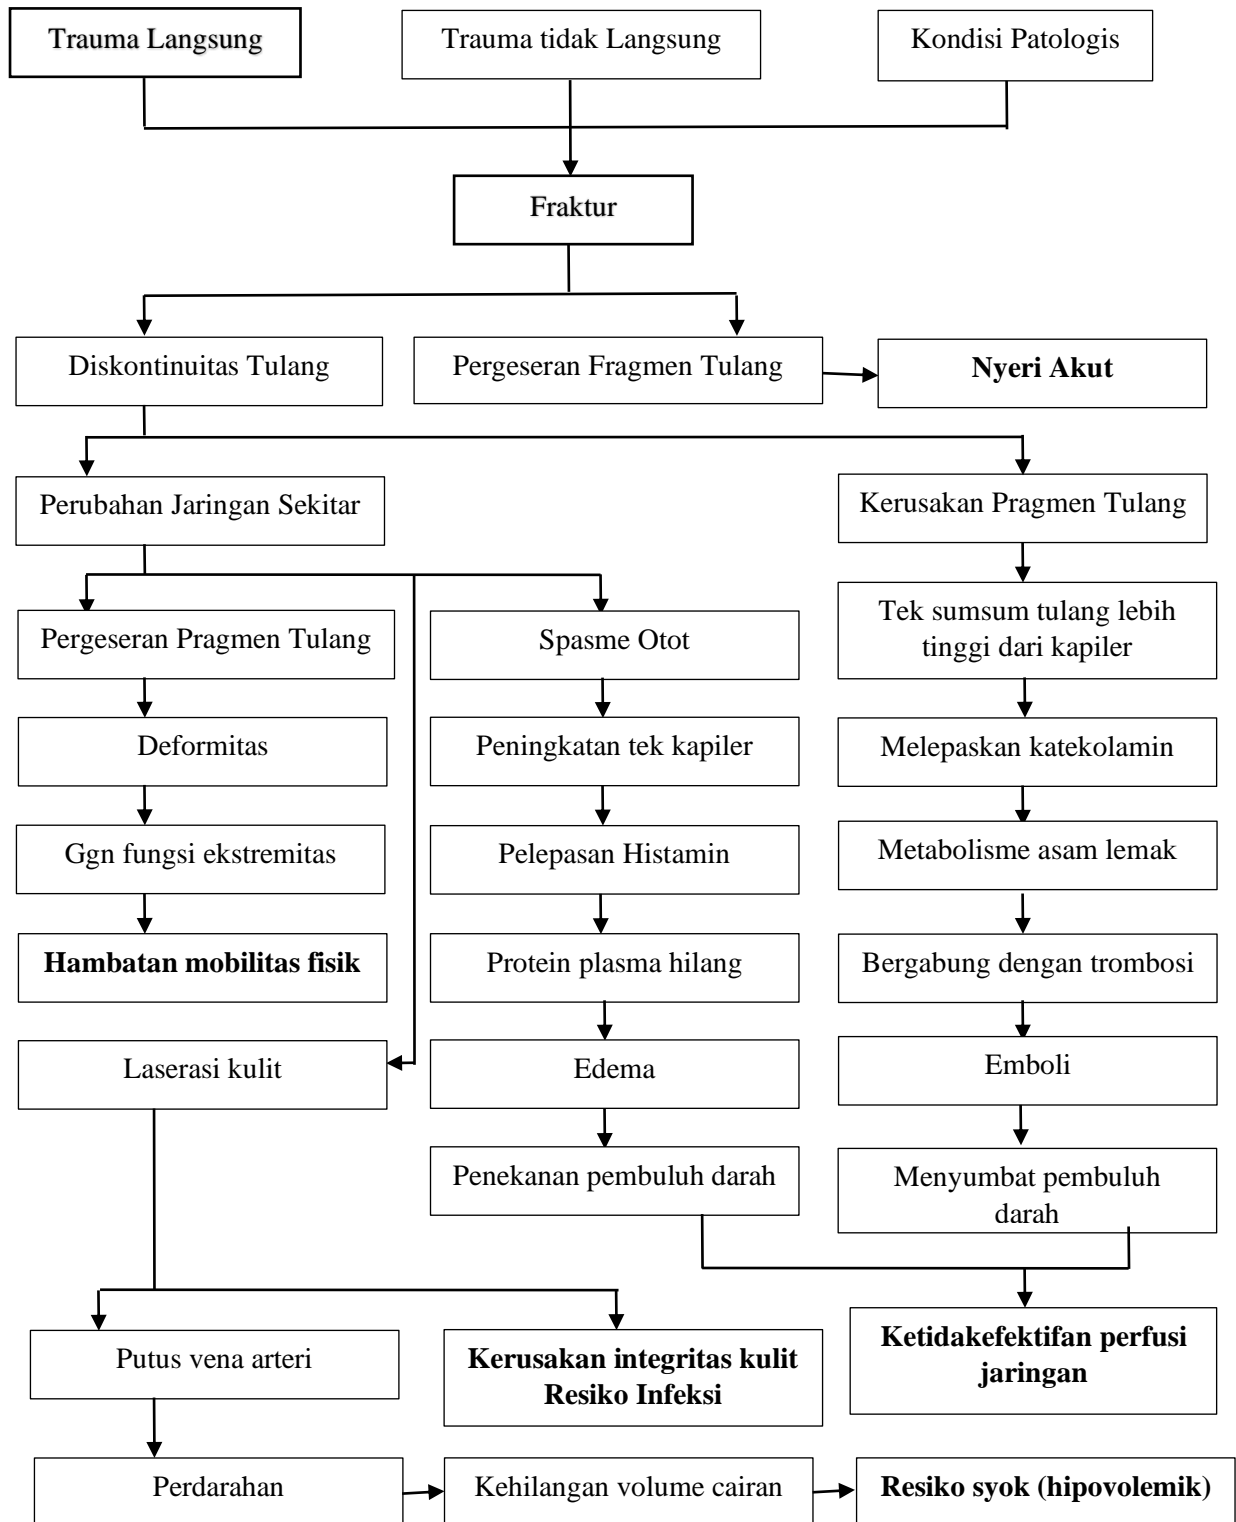 Trauma Langsung
Trauma tidak Langsung
Kondisi Patologis
Fraktur
Diskontinuitas Tulang
Pergeseran Fragmen Tulang
Nyeri Akut
Perubahan Jaringan Sekitar
Kerusakan Pragmen Tulang
Pergeseran Pragmen Tulang
Spasme Otot
Tek sumsum tulang lebih
tinggi dari kapiler
Deformitas
Peningkatan tek kapiler
Melepaskan katekolamin
Ggn fungsi ekstremitas
Pelepasan Histamin
Metabolisme asam lemak
Hambatan mobilitas fisik
Protein plasma hilang
Bergabung dengan trombosi
Laserasi kulit
Edema
Emboli
Penekanan pembuluh darah
Menyumbat pembuluh
darah
Putus vena arteri
Kerusakan integritas kulit
Resiko Infeksi
Ketidakefektifan perfusi
jaringan
Perdarahan
Kehilangan volume cairan
Resiko syok (hipovolemik)